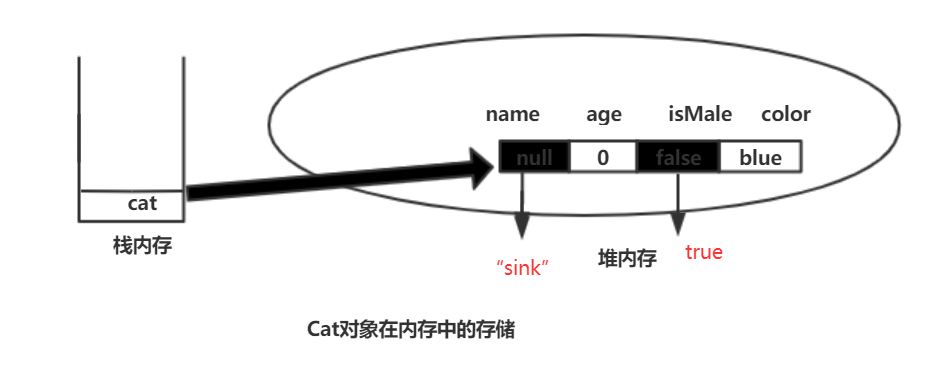 name age isMale color
null 0 false blue
cat
栈内存
“sink”
堆内存
true
Cat对象在内存中的存储